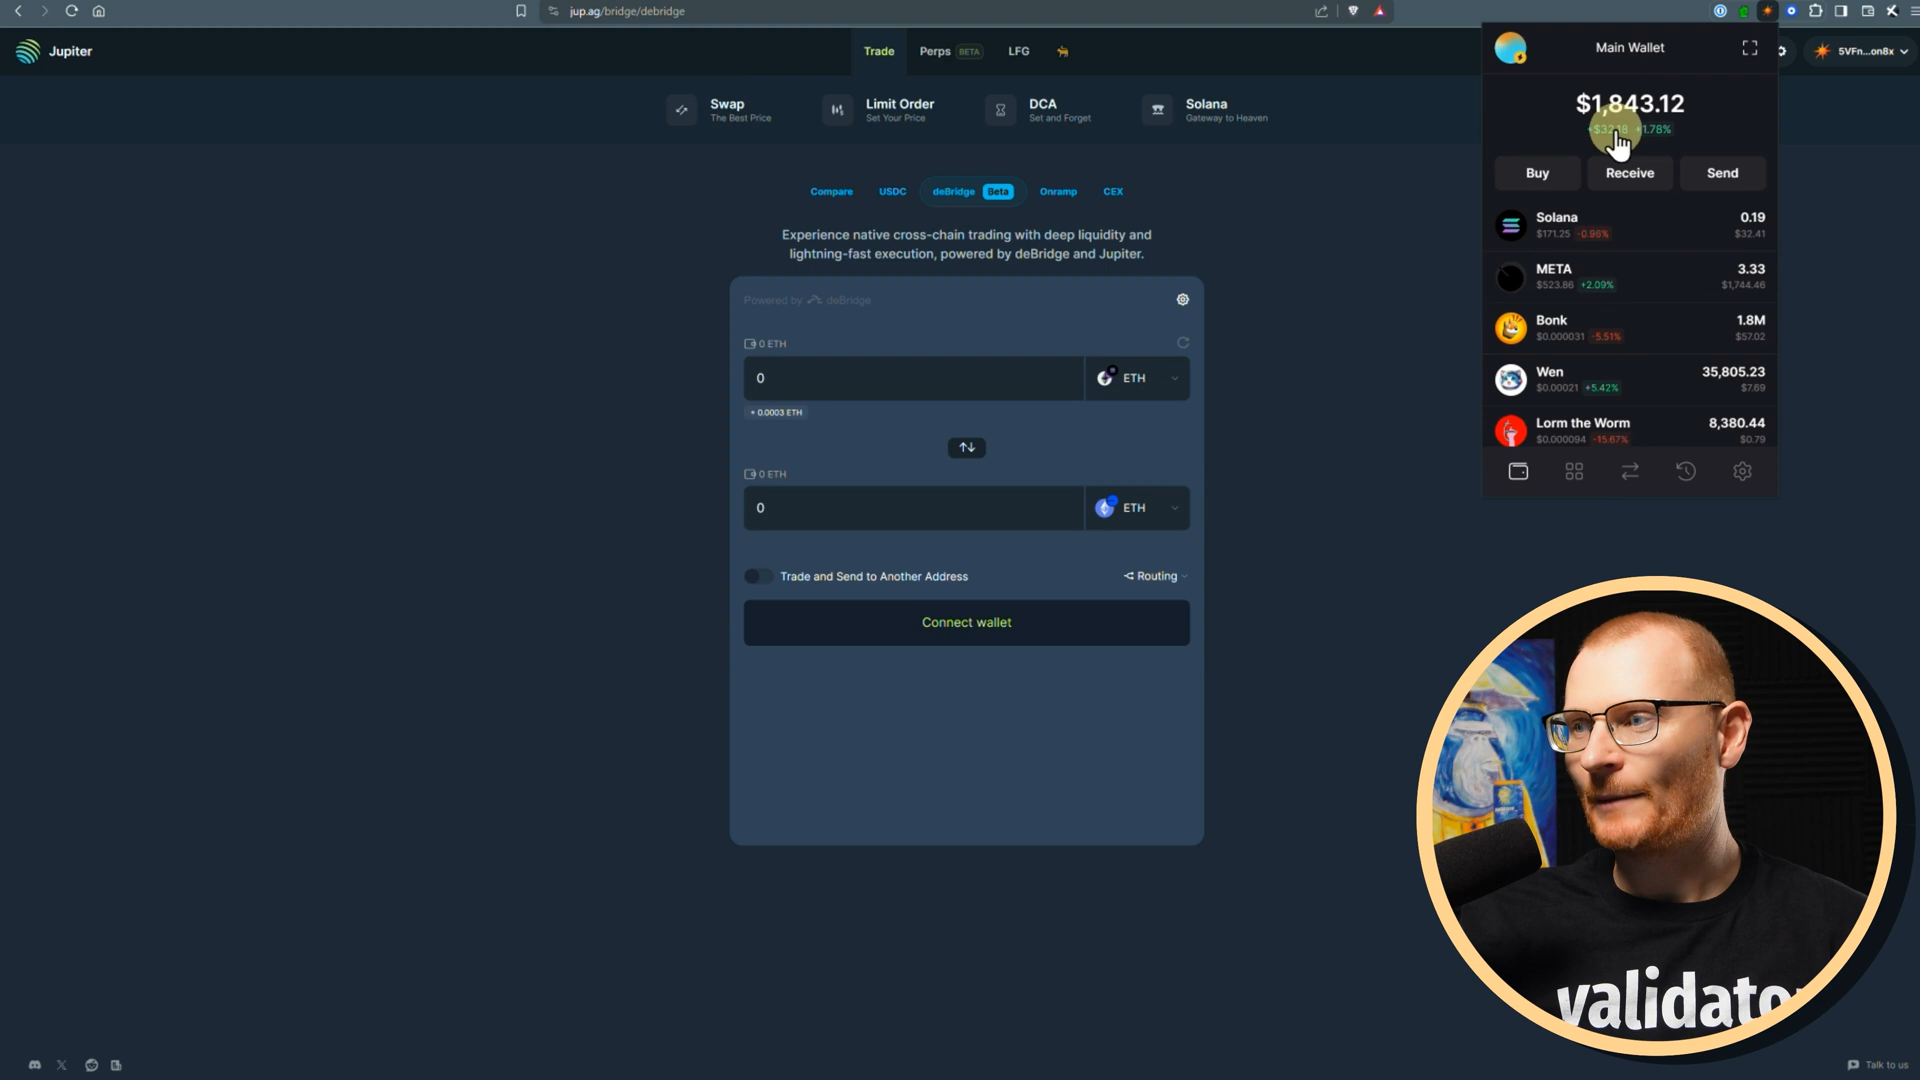 jup.ag/bridge/debridge
Jupiter
Trade
Perps BETA
LFG
5VFn...on8x
Swap
The Best Price
Limit Order
Set Your Price
DCA
Set and Forget
Solana
Gateway to Heaven
Compare
USDC
deBridge Beta
Onramp
CEX
Experience native cross-chain trading with deep liquidity and
lightning-fast execution, powered by deBridge and Jupiter.
Powered by deBridge
0 ETH
0
ETH
+ 0.0003 ETH
0 ETH
0
ETH
Trade and Send to Another Address
Routing
Connect wallet
Main Wallet
$1,843.12
+$32.18 +1.78%
Buy
Receive
Send
Solana 0.19
$171.25 -0.96% $32.41
META 3.33
$523.86 +2.09% $1,744.46
Bonk 1.8M
$0.000031 -5.51% $57.02
Wen 35,805.23
$0.00021 +5.42% $7.69
Lorm the Worm 8,380.44
$0.000094 -15.67% $0.79
Talk to us